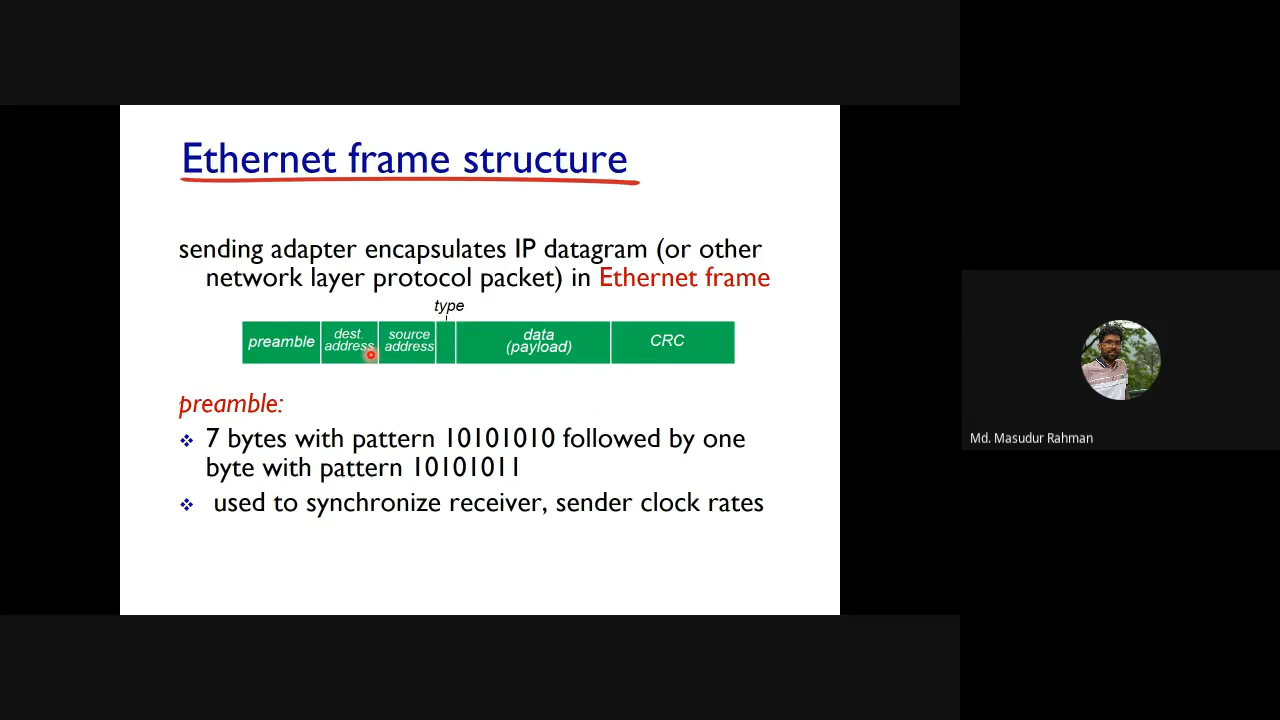 Ethernet frame structure
sending adapter encapsulates IP datagram (or other
network layer protocol packet) in Ethernet frame
type
preamble
dest.
address
source
address
data
(payload)
CRC
preamble:
❖ 7 bytes with pattern 10101010 followed by one
byte with pattern 10101011
❖ used to synchronize receiver, sender clock rates
Md. Masudur Rahman